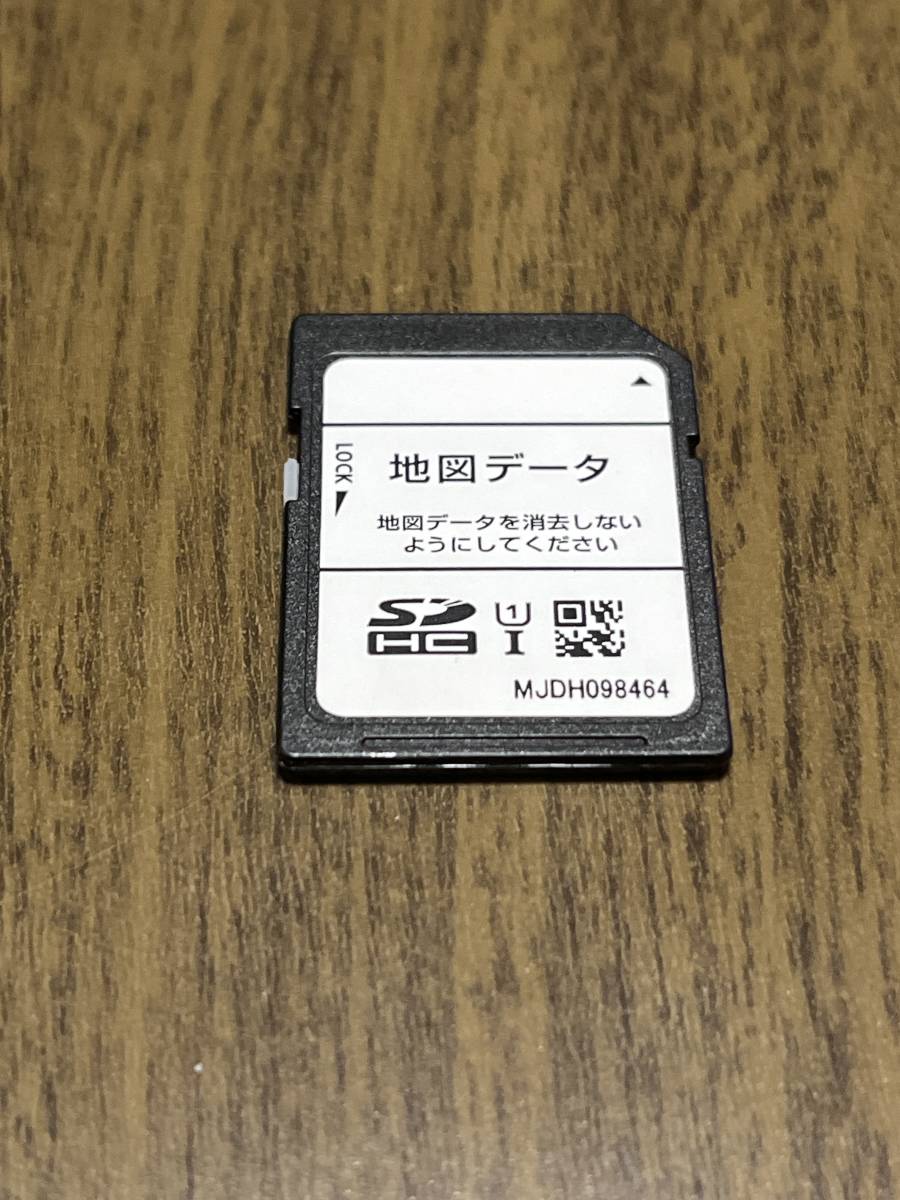 LOCK
地図データ
地図データを消去しない
ようにしてください
SD HC U1 I
MJDH098464